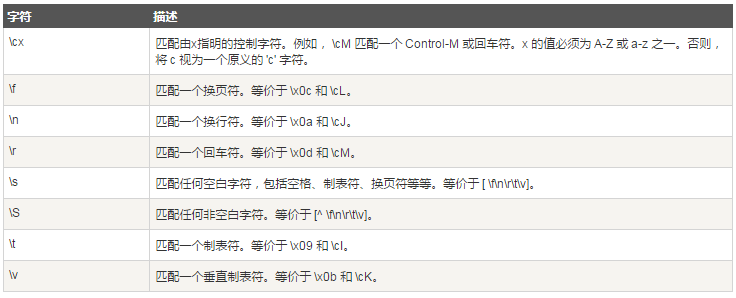 字符 描述
\cx 匹配由x指明的控制字符。例如， \cM 匹配一个 Control-M 或回车符。x 的值必须为 A-Z 或 a-z 之一。否则，
将 c 视为一个原义的 'c' 字符。
\f 匹配一个换页符。等价于 \x0c 和 \cL。
\n 匹配一个换行符。等价于 \x0a 和 \cJ。
\r 匹配一个回车符。等价于 \x0d 和 \cM。
\s 匹配任何空白字符，包括空格、制表符、换页符等等。等价于 [ \f\n\r\t\v]。
\S 匹配任何非空白字符。等价于 [^ \f\n\r\t\v]。
\t 匹配一个制表符。等价于 \x09 和 \cI。
\v 匹配一个垂直制表符。等价于 \x0b 和 \cK。